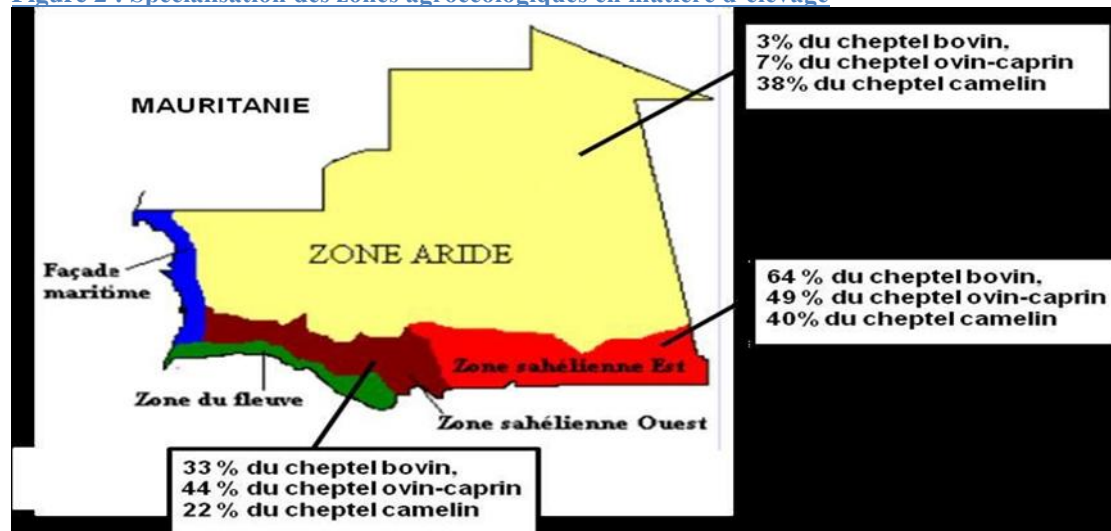 Figure 2 : Spécialisation des zones agroécologiques en matière d'élevage
3% du cheptel bovin,
7% du cheptel ovin-caprin
38% du cheptel camelin
MAURITANIE
ZONE ARIDE
Façade
maritime
64 % du cheptel bovin,
49 % du cheptel ovin-caprin
40% du cheptel camelin
Zone sahélienne Est
Zone du fleuve
Zone sahélienne Ouest
33 % du cheptel bovin,
44 % du cheptel ovin-caprin
22 % du cheptel camelin